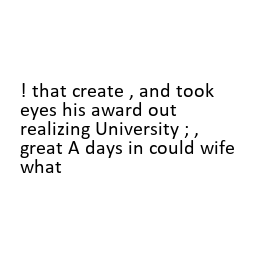 ! that create , and took
eyes his award out
realizing University ; ,
great A days in could wife
what